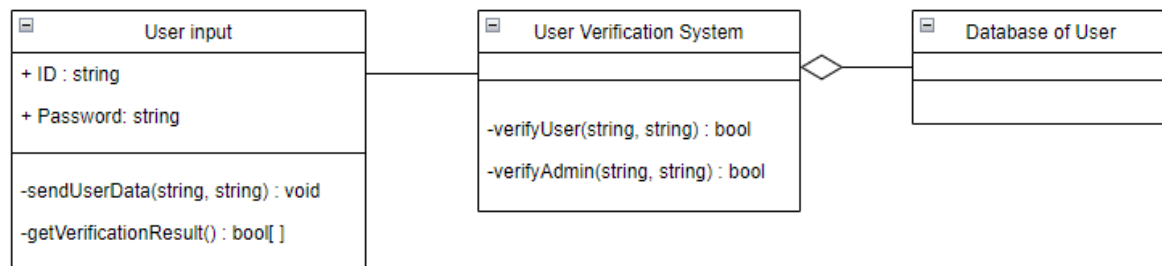 User input
+ ID : string
+ Password: string
-sendUserData(string, string) : void
-getVerificationResult() : bool[ ]
User Verification System
-verifyUser(string, string) : bool
-verifyAdmin(string, string) : bool
Database of User